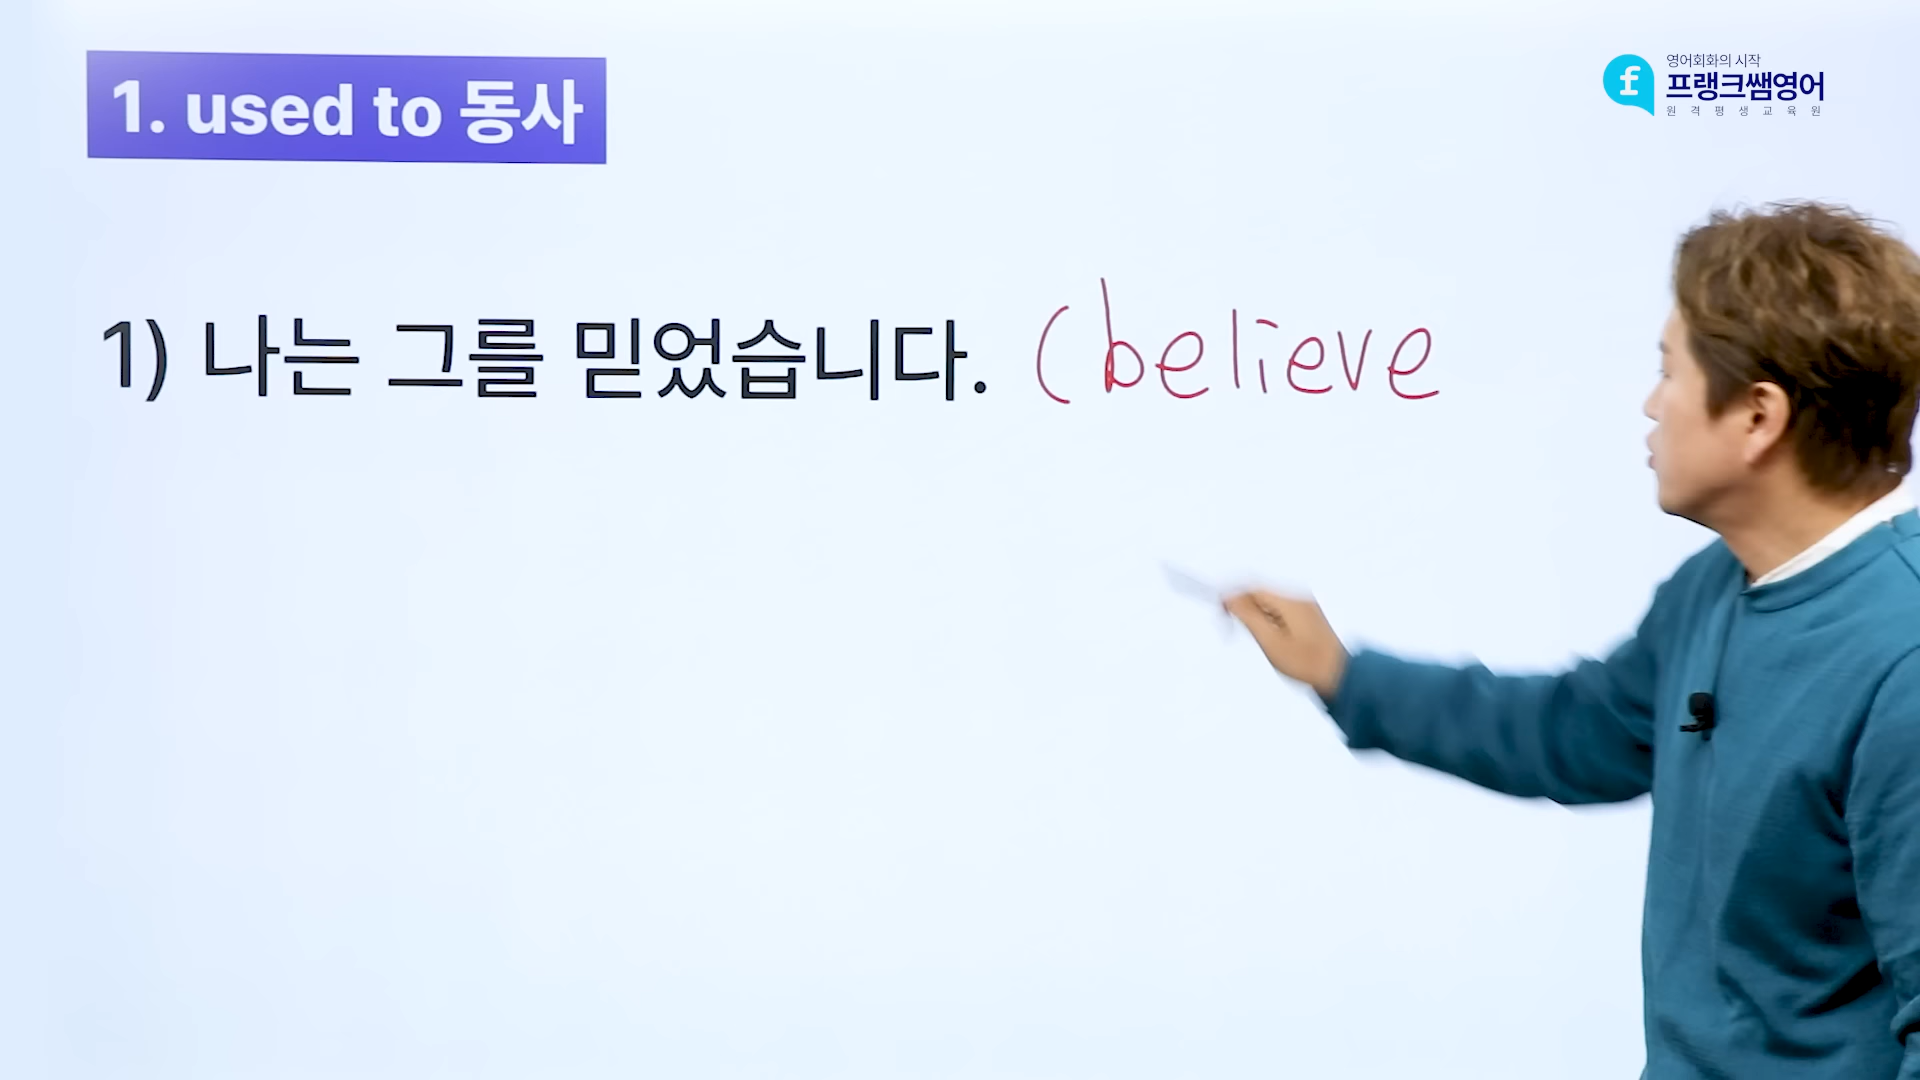 1. used to 동사
영어회화의 시작
프랭크쌤영어
원격평생교육원
1) 나는 그를 믿었습니다. (believe